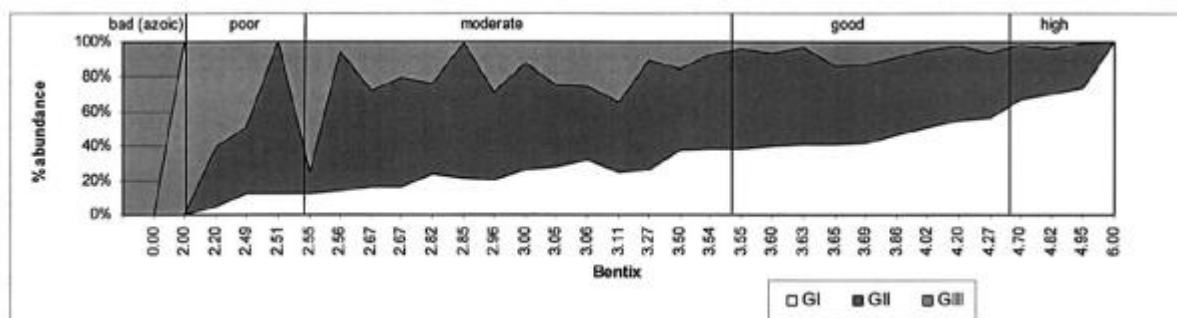 bad (azoic) poor moderate good high
100%
80%
60%
40%
20%
0%
% abundance
0.00 2.00 2.20 2.49 2.51 2.55 2.56 2.67 2.67 2.82 2.85 2.96 3.00 3.05 3.06 3.11 3.27 3.50 3.54 3.55 3.60 3.63 3.65 3.69 3.86 4.02 4.20 4.27 4.70 4.82 4.95 6.00
Bentix
GI GII GIII